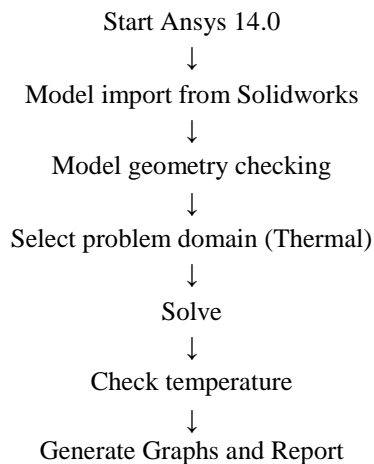 Start Ansys 14.0
↓
Model import from Solidworks
↓
Model geometry checking
↓
Select problem domain (Thermal)
↓
Solve
↓
Check temperature
↓
Generate Graphs and Report